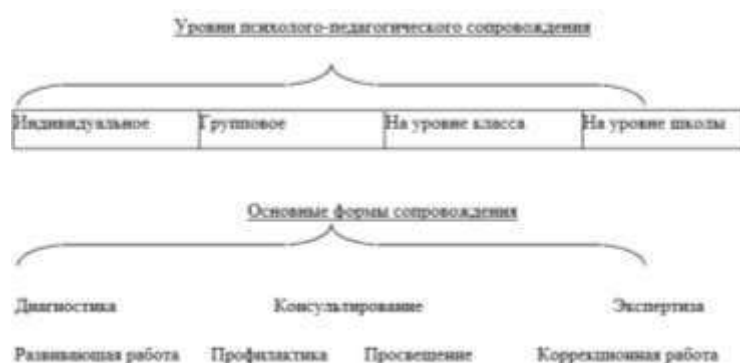 Уровни психолого-педагогического сопровождения
Индивидуальное Групповое На уровне класса На уровне школы
Основные формы сопровождения
Диагностика Консультирование Экспертиза
Развивающая работа Профилактика Просвещение Коррекционная работа